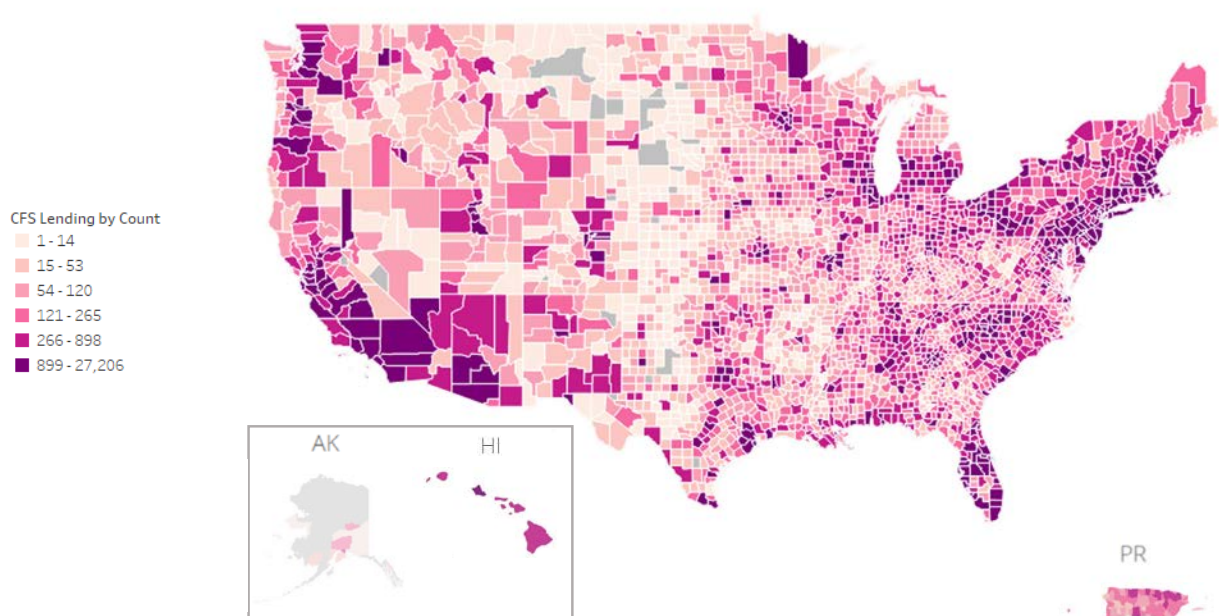 CFS Lending by Count
1 - 14
15 - 53
54 - 120
121 - 265
266 - 898
899 - 27,206
AK
HI
PR